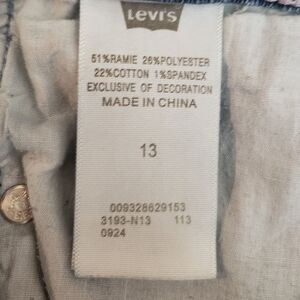 Levi's
51%RAMIE 26%POLYESTER
22%COTTON 1%SPANDEX
EXCLUSIVE OF DECORATION
MADE IN CHINA
13
009328629153
3193-N13 113
0924